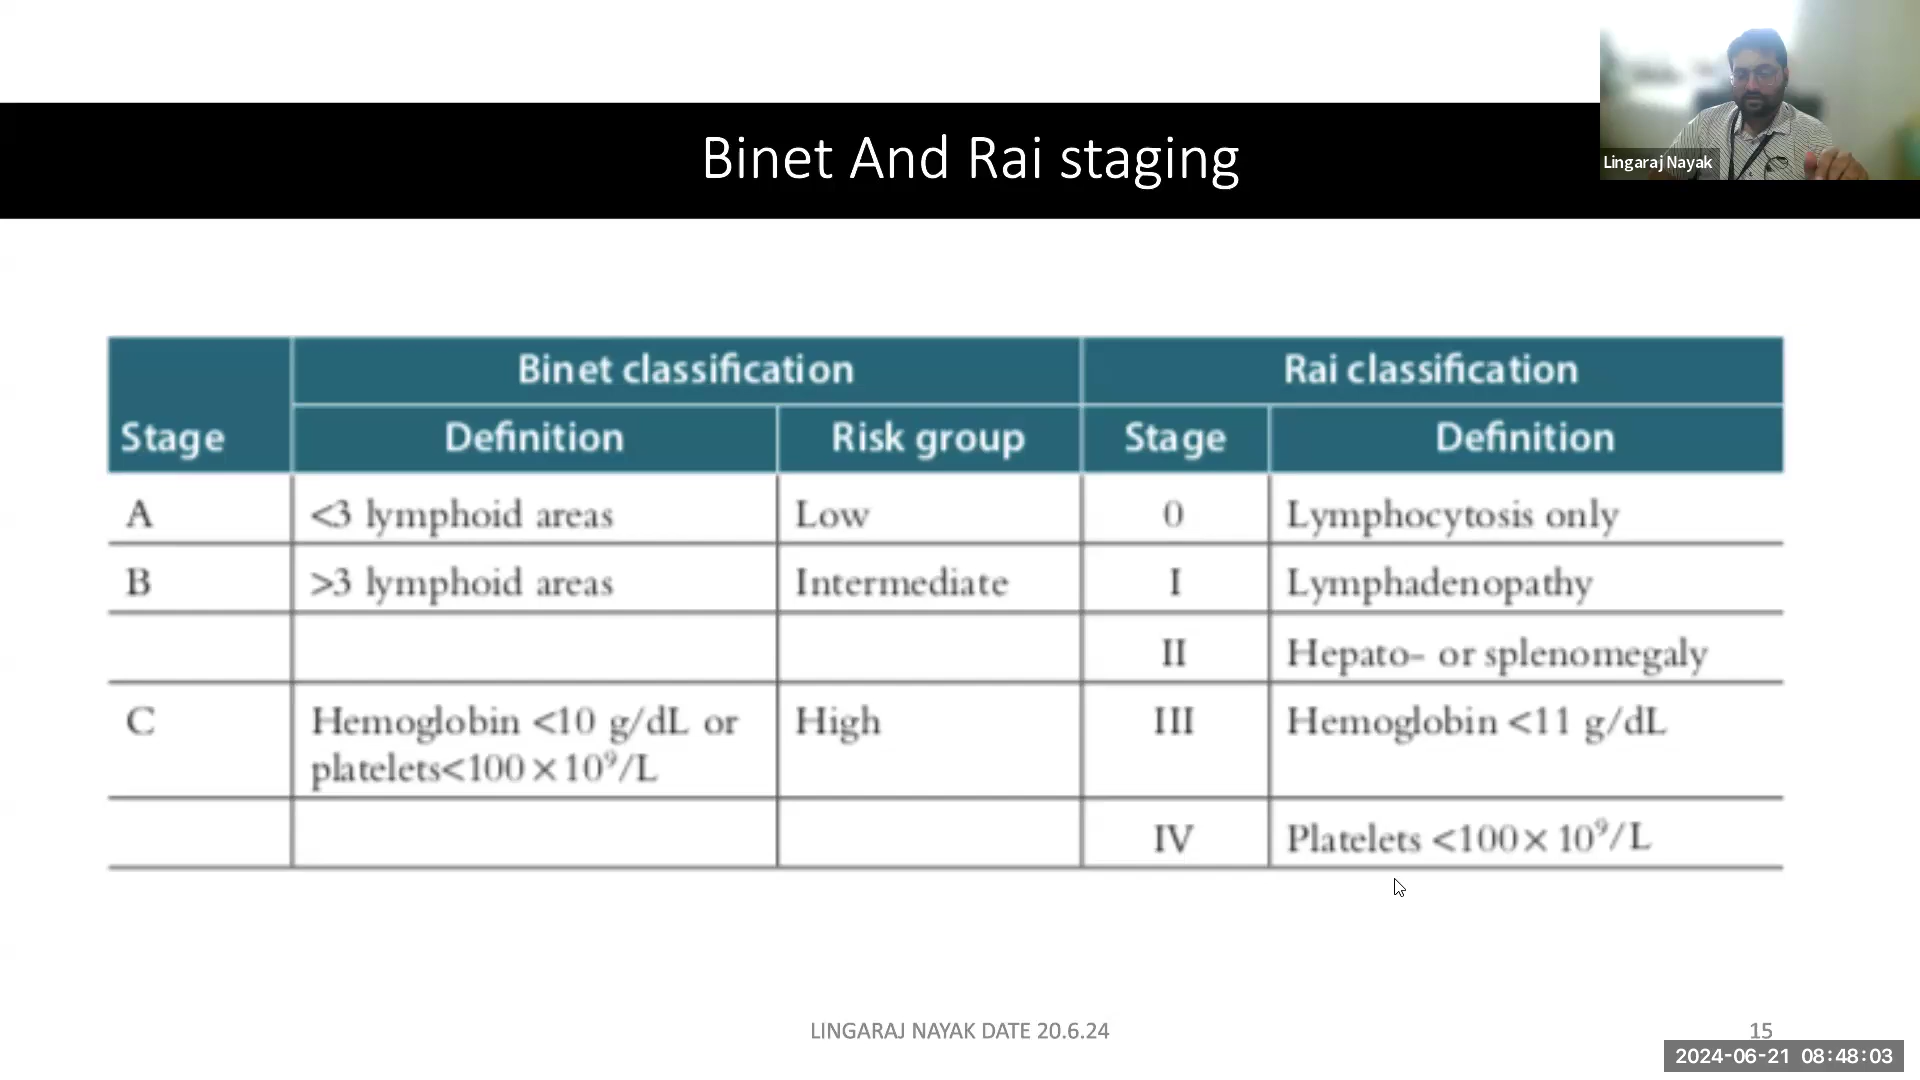 Binet And Rai staging
Lingaraj Nayak
Binet classification Rai classification
Stage Definition Risk group Stage Definition
A <3 lymphoid areas Low 0 Lymphocytosis only
B >3 lymphoid areas Intermediate I Lymphadenopathy
II Hepato- or splenomegaly
C Hemoglobin <10 g/dL or High III Hemoglobin <11 g/dL
platelets<100×10⁹/L
IV Platelets <100× 10⁹/L
LINGARAJ NAYAK DATE 20.6.24
15
2024-06-21 08:48:03